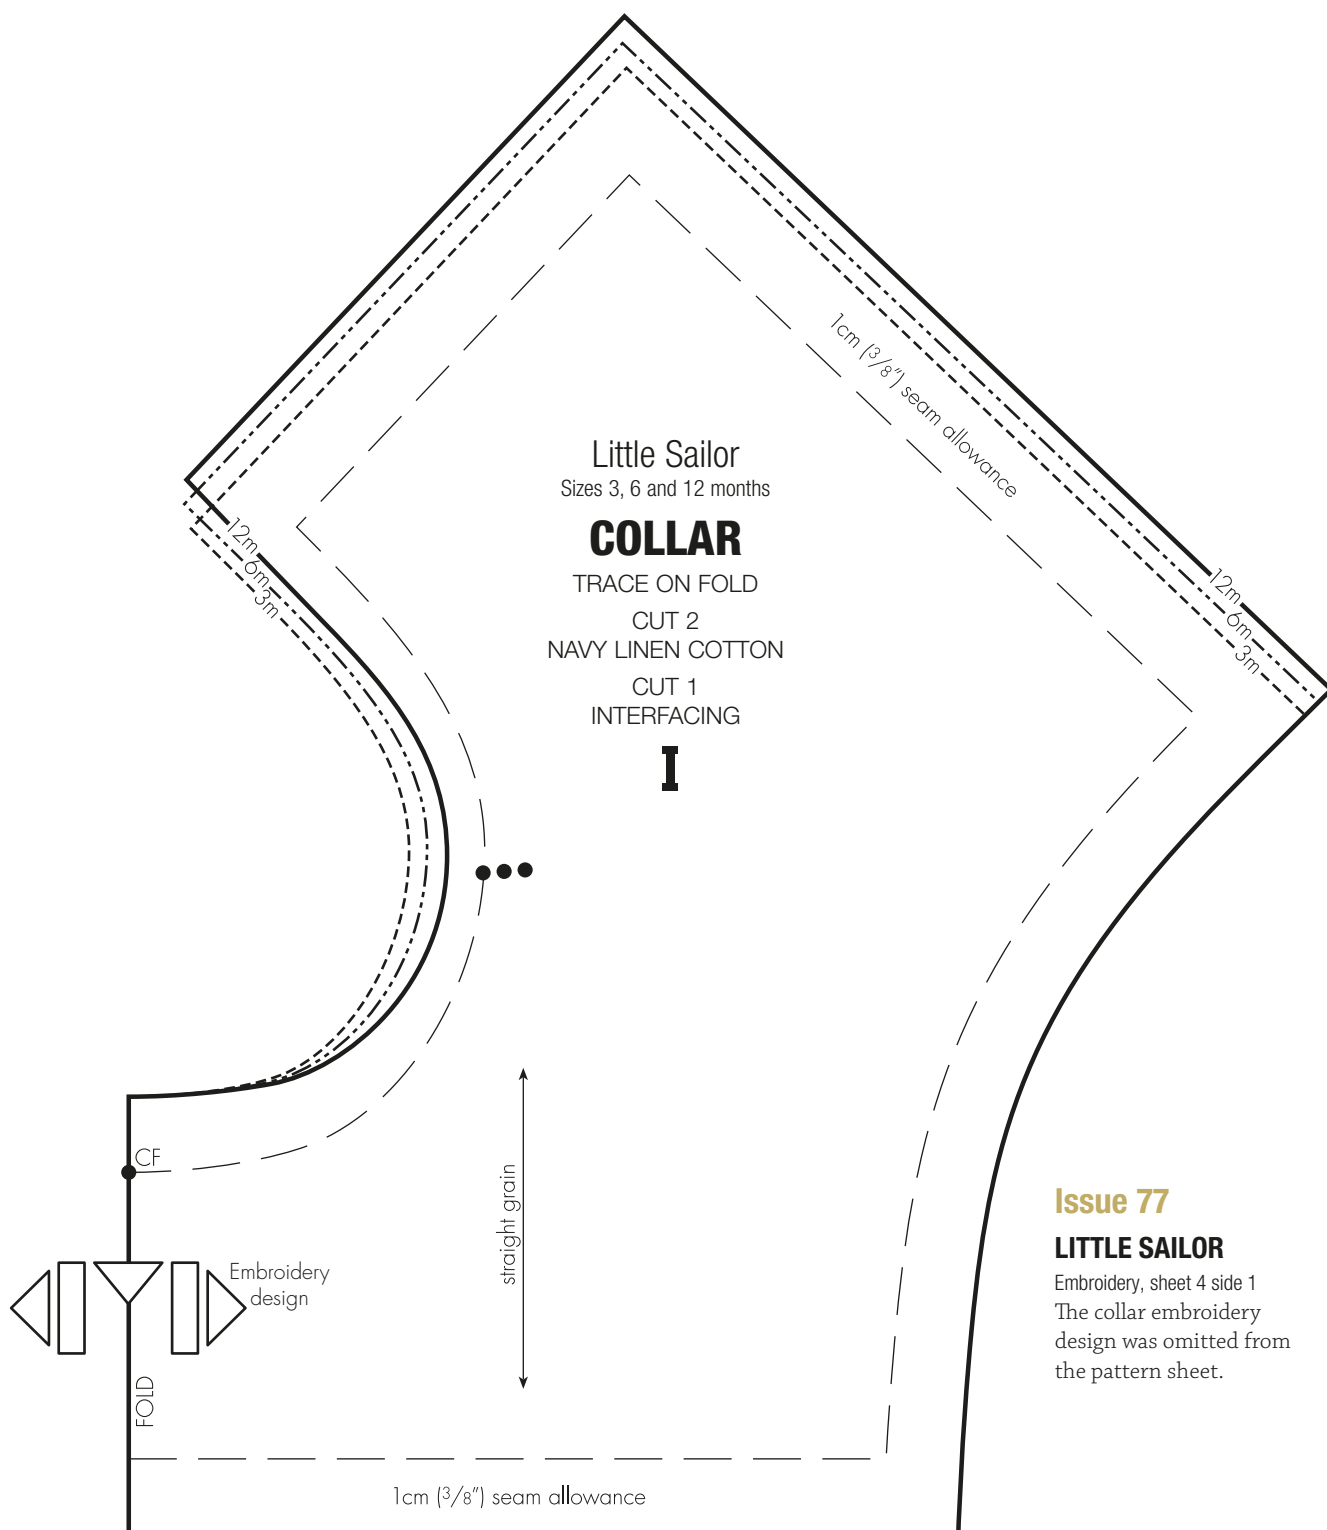 1cm (3/8") seam allowance
Little Sailor
Sizes 3, 6 and 12 months
COLLAR
TRACE ON FOLD
CUT 2
NAVY LINEN COTTON
CUT 1
INTERFACING
I
12m
6m
3m
12m
6m
3m
CF
straight grain
Embroidery
design
FOLD
1cm (3/8") seam allowance
Issue 77
LITTLE SAILOR
Embroidery, sheet 4 side 1
The collar embroidery
design was omitted from
the pattern sheet.